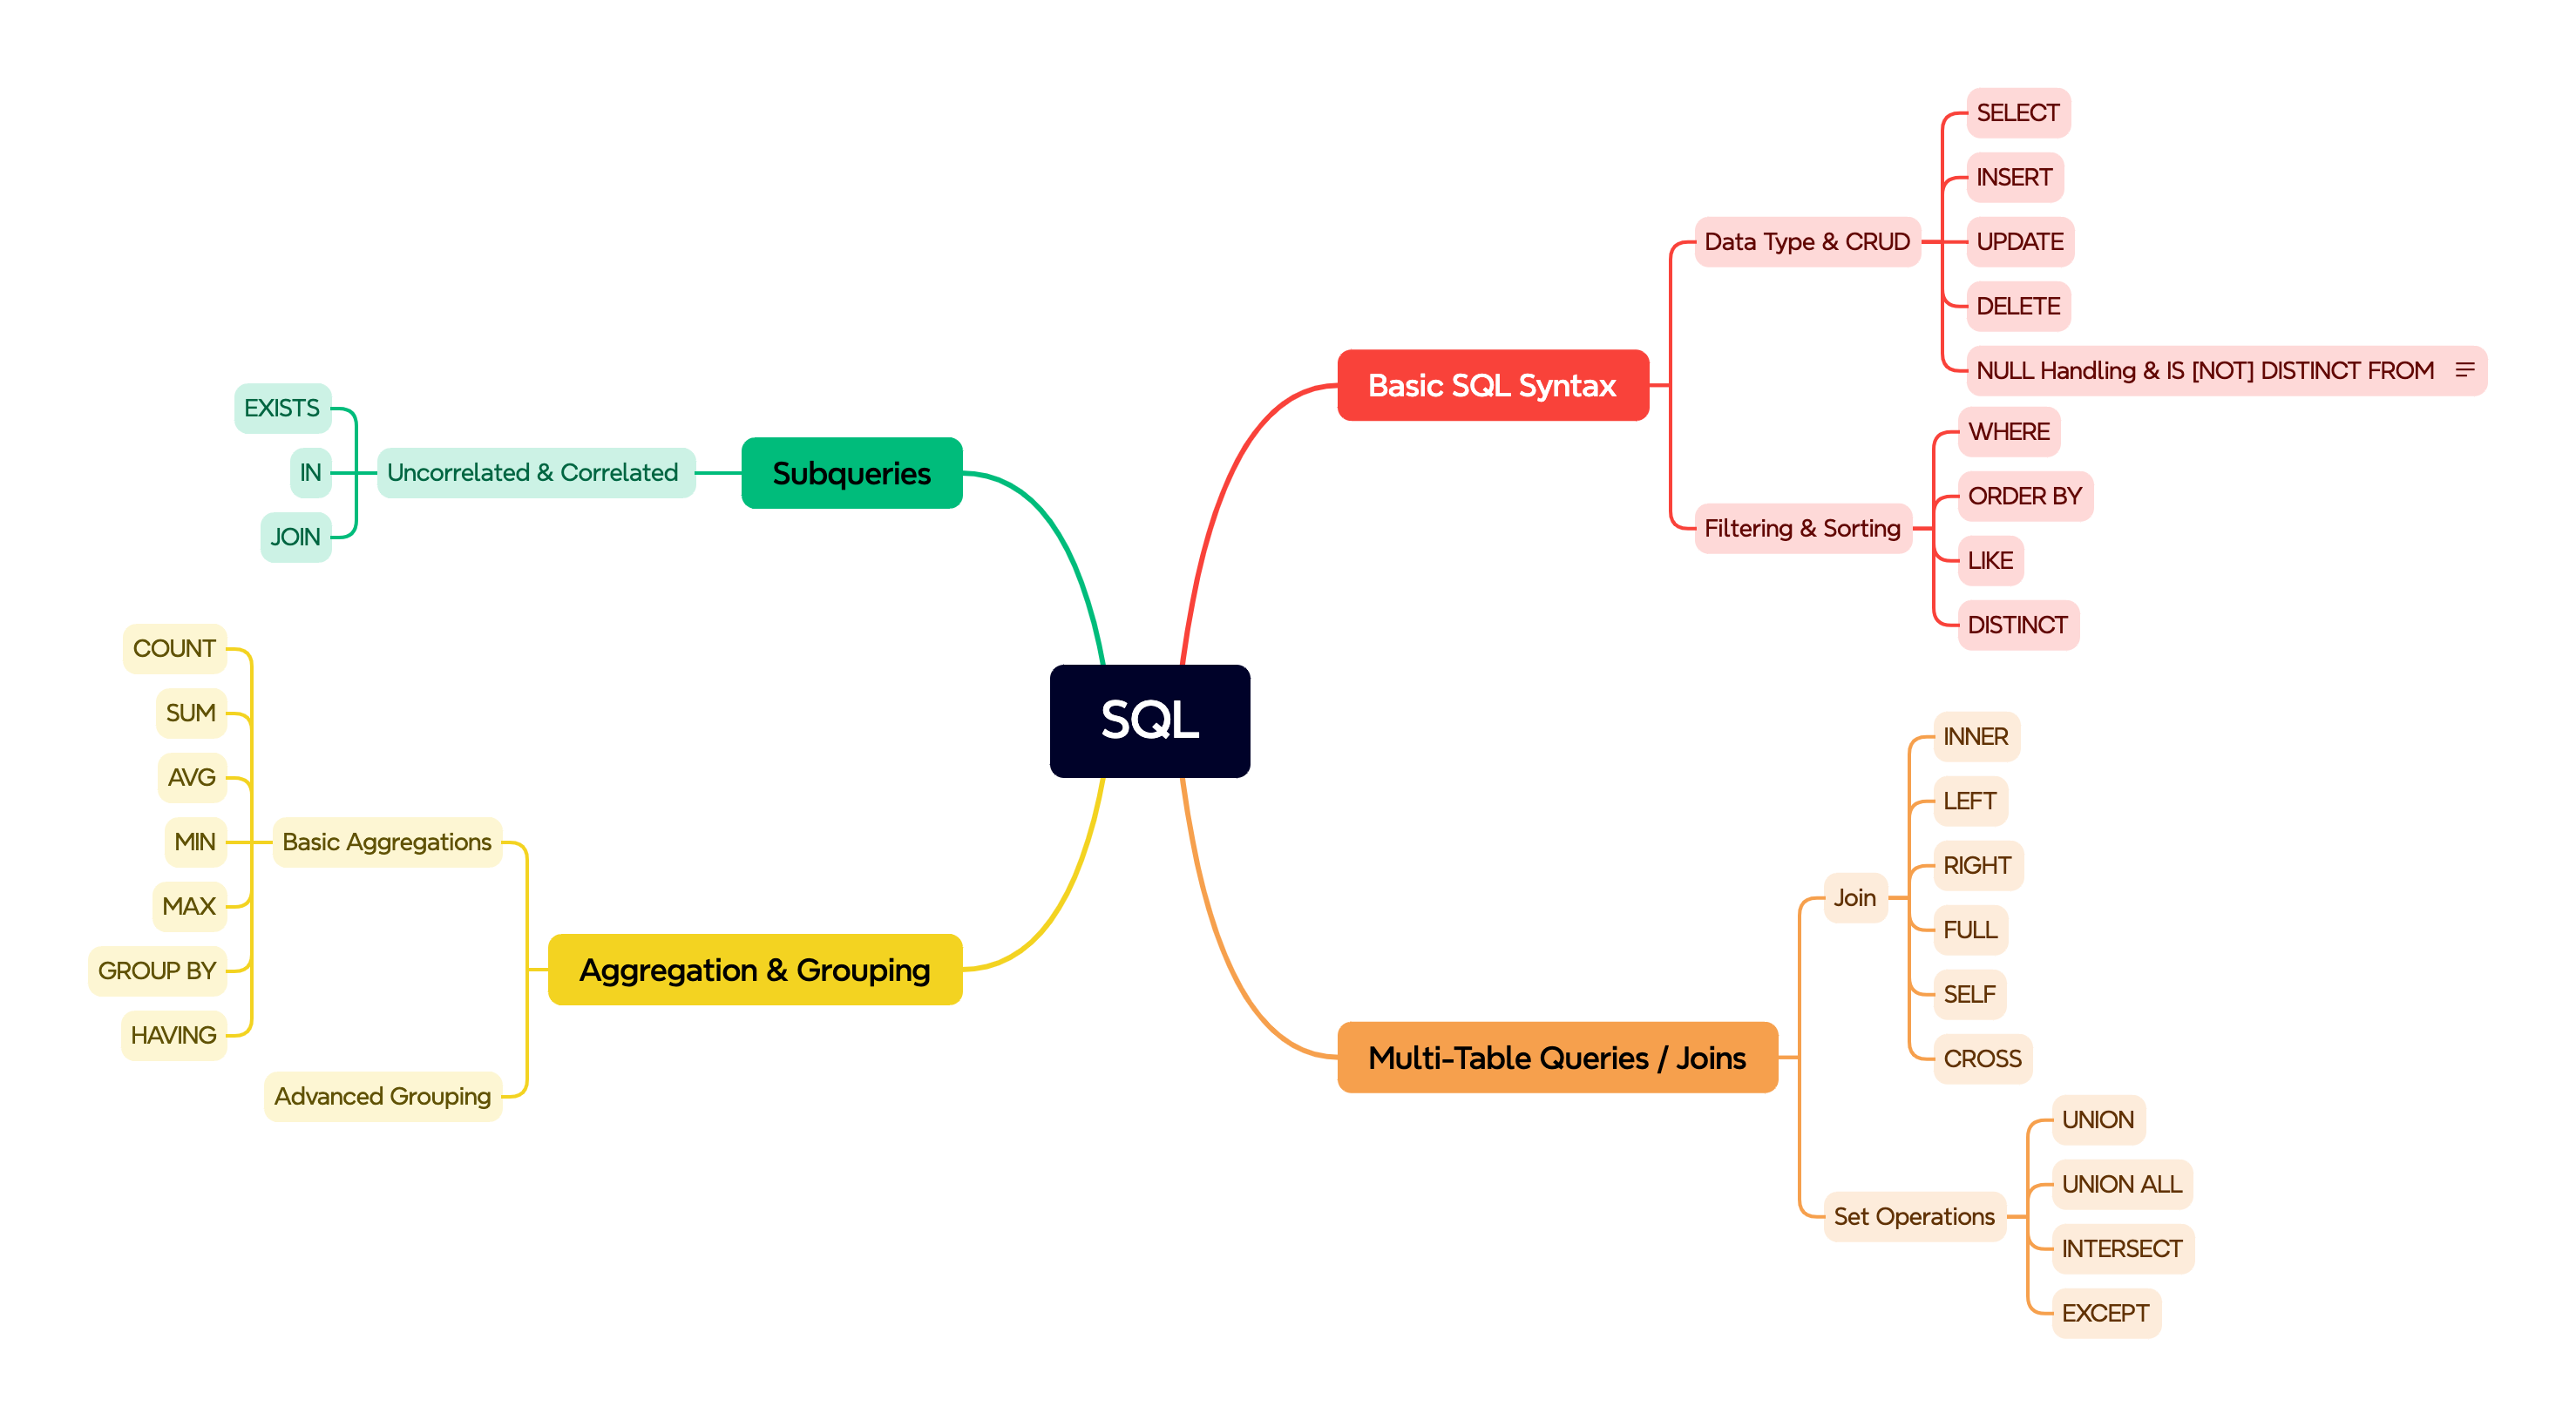 SQL
Basic SQL Syntax
Data Type & CRUD
SELECT
INSERT
UPDATE
DELETE
NULL Handling & IS [NOT] DISTINCT FROM
Filtering & Sorting
WHERE
ORDER BY
LIKE
DISTINCT
Multi-Table Queries / Joins
Join
INNER
LEFT
RIGHT
FULL
SELF
CROSS
Set Operations
UNION
UNION ALL
INTERSECT
EXCEPT
Aggregation & Grouping
Basic Aggregations
COUNT
SUM
AVG
MIN
MAX
GROUP BY
HAVING
Advanced Grouping
Subqueries
Uncorrelated & Correlated
EXISTS
IN
JOIN